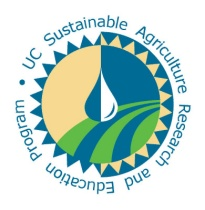 • UC Sustainable Agriculture Research and Education Program